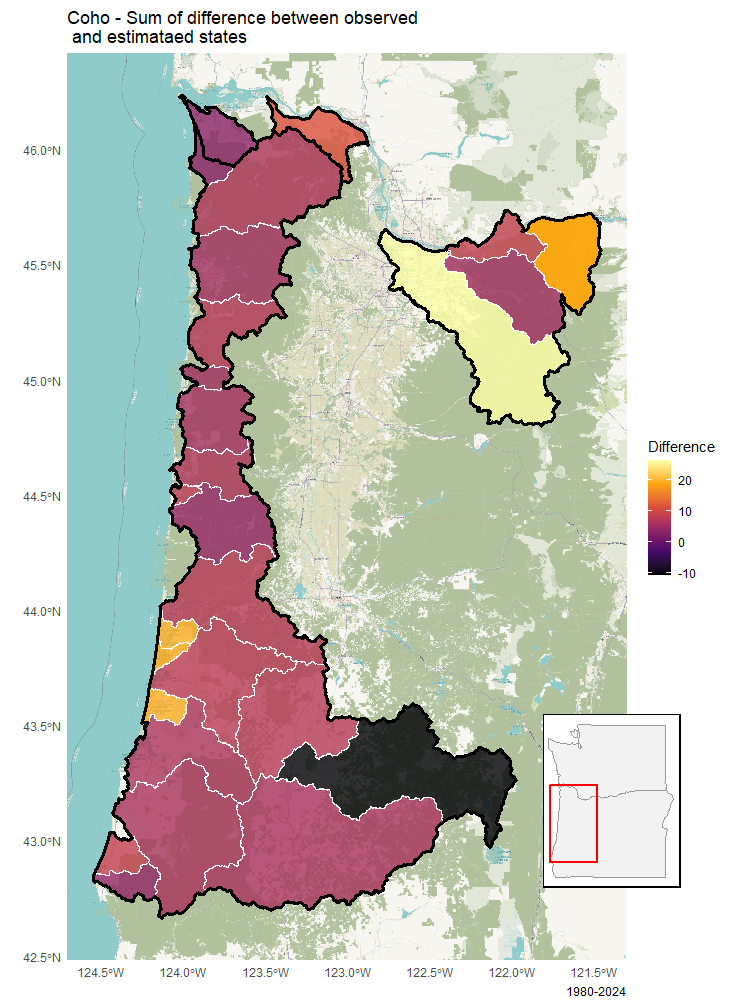 Coho - Sum of difference between observed
and estimataed states
46.0°N
45.5°N
45.0°N
44.5°N
44.0°N
43.5°N
43.0°N
42.5°N
124.5°W 124.0°W 123.5°W 123.0°W 122.5°W 122.0°W 121.5°W
Difference
20
10
0
-10
1980-2024